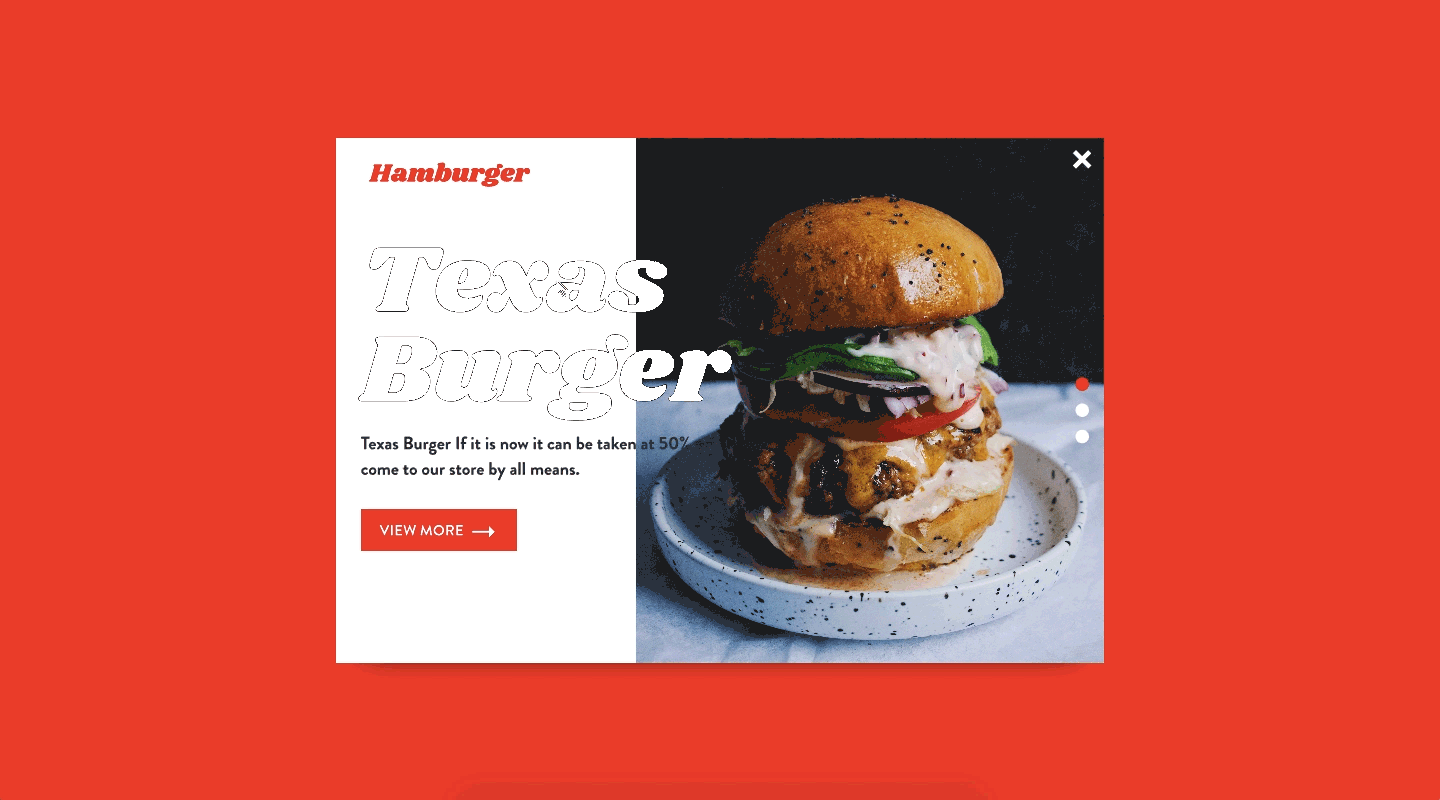 Hamburger
Texas
Burger
Texas Burger If it is now it can be taken at 50%
come to our store by all means.
VIEW MORE